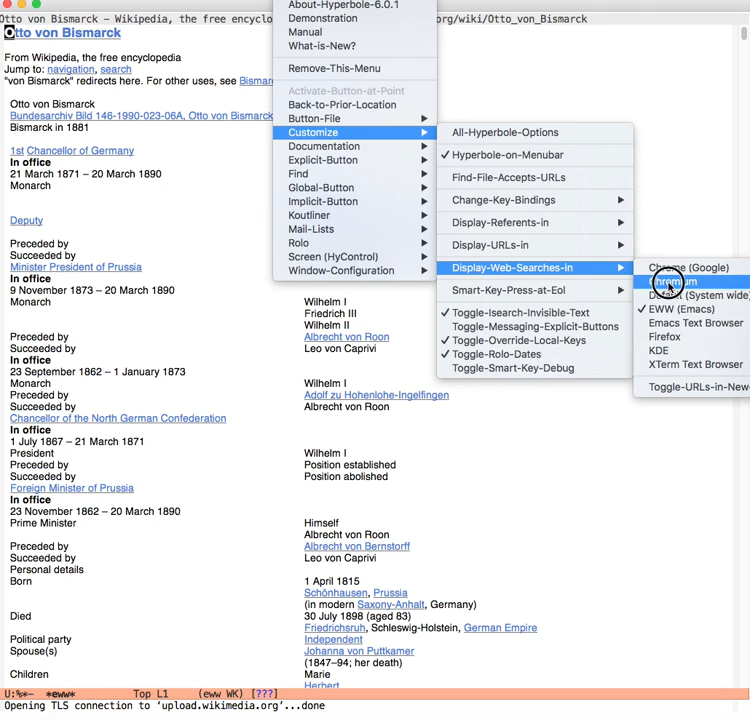 Otto von Bismarck – Wikipedia, the free encyclo
org/wiki/Otto_von_Bismarck
Otto von Bismarck
From Wikipedia, the free encyclopedia
Jump to: navigation, search
"von Bismarck" redirects here. For other uses, see Bismar
Otto von Bismarck
Bundesarchiv Bild 146-1990-023-06A, Otto von Bismarck
Bismarck in 1881
1st Chancellor of Germany
In office
21 March 1871 – 20 March 1890
Monarch
Deputy
Preceded by
Succeeded by
Minister President of Prussia
In office
9 November 1873 – 20 March 1890
Monarch
Wilhelm I
Friedrich III
Wilhelm II
Preceded by
Albrecht von Roon
Succeeded by
Leo von Caprivi
In office
23 September 1862 – 1 January 1873
Monarch
Wilhelm I
Preceded by
Adolf zu Hohenlohe-Ingelfingen
Succeeded by
Albrecht von Roon
Chancellor of the North German Confederation
In office
1 July 1867 – 21 March 1871
President
Wilhelm I
Preceded by
Position established
Succeeded by
Position abolished
Foreign Minister of Prussia
In office
23 November 1862 – 20 March 1890
Prime Minister
Himself
Albrecht von Roon
Preceded by
Albrecht von Bernstorff
Succeeded by
Leo von Caprivi
Personal details
Born
1 April 1815
Schönhausen, Prussia
(in modern Saxony-Anhalt, Germany)
Died
30 July 1898 (aged 83)
Friedrichsruh, Schleswig-Holstein, German Empire
Political party
Independent
Spouse(s)
Johanna von Puttkamer
(1847–94; her death)
Children
Marie
Herbert
About-Hyperbole-6.0.1
Demonstration
Manual
What-is-New?
Remove-This-Menu
Activate-Button-at-Point
Back-to-Prior-Location
Button-File
Customize
Documentation
Explicit-Button
Find
Global-Button
Implicit-Button
Koutliner
Mail-Lists
Rolo
Screen (HyControl)
Window-Configuration
All-Hyperbole-Options
✓ Hyperbole-on-Menubar
Find-File-Accepts-URLs
Change-Key-Bindings
Display-Referents-in
Display-URLs-in
Display-Web-Searches-in
Smart-Key-Press-at-Eol
✓ Toggle-Isearch-Invisible-Text
Toggle-Messaging-Explicit-Buttons
✓ Toggle-Override-Local-Keys
✓ Toggle-Rolo-Dates
Toggle-Smart-Key-Debug
Chrome (Google)
Chromium
Default (System wide)
✓ EWW (Emacs)
Emacs Text Browser
Firefox
KDE
XTerm Text Browser
Toggle-URLs-in-New-
U:%*- *eww* Top L1 (eww WK) [???]
Opening TLS connection to ‘upload.wikimedia.org’...done